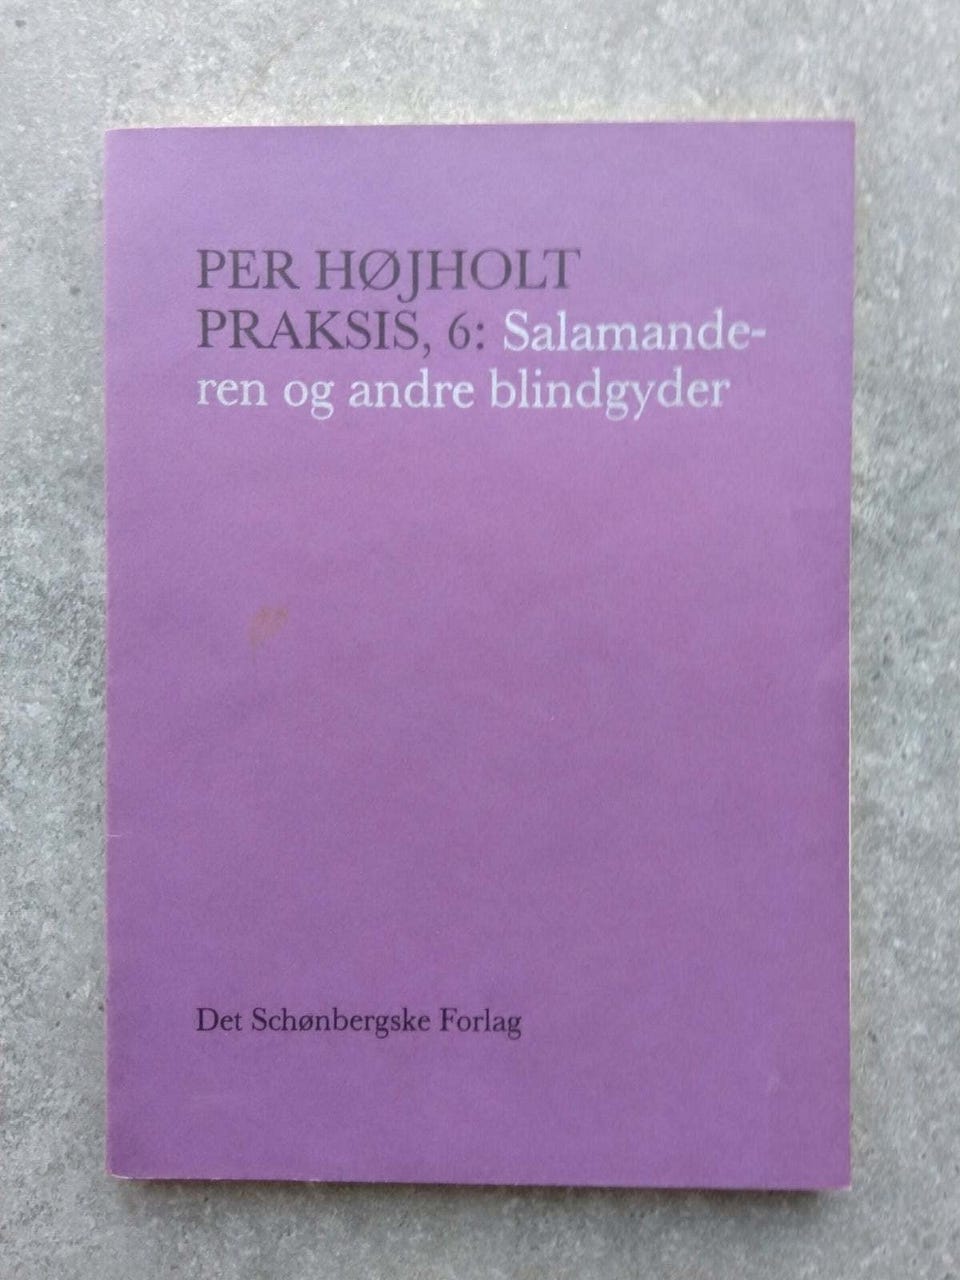 PER HØJHOLT
PRAKSIS, 6: Salamande-
ren og andre blindgyder
Det Schønbergske Forlag